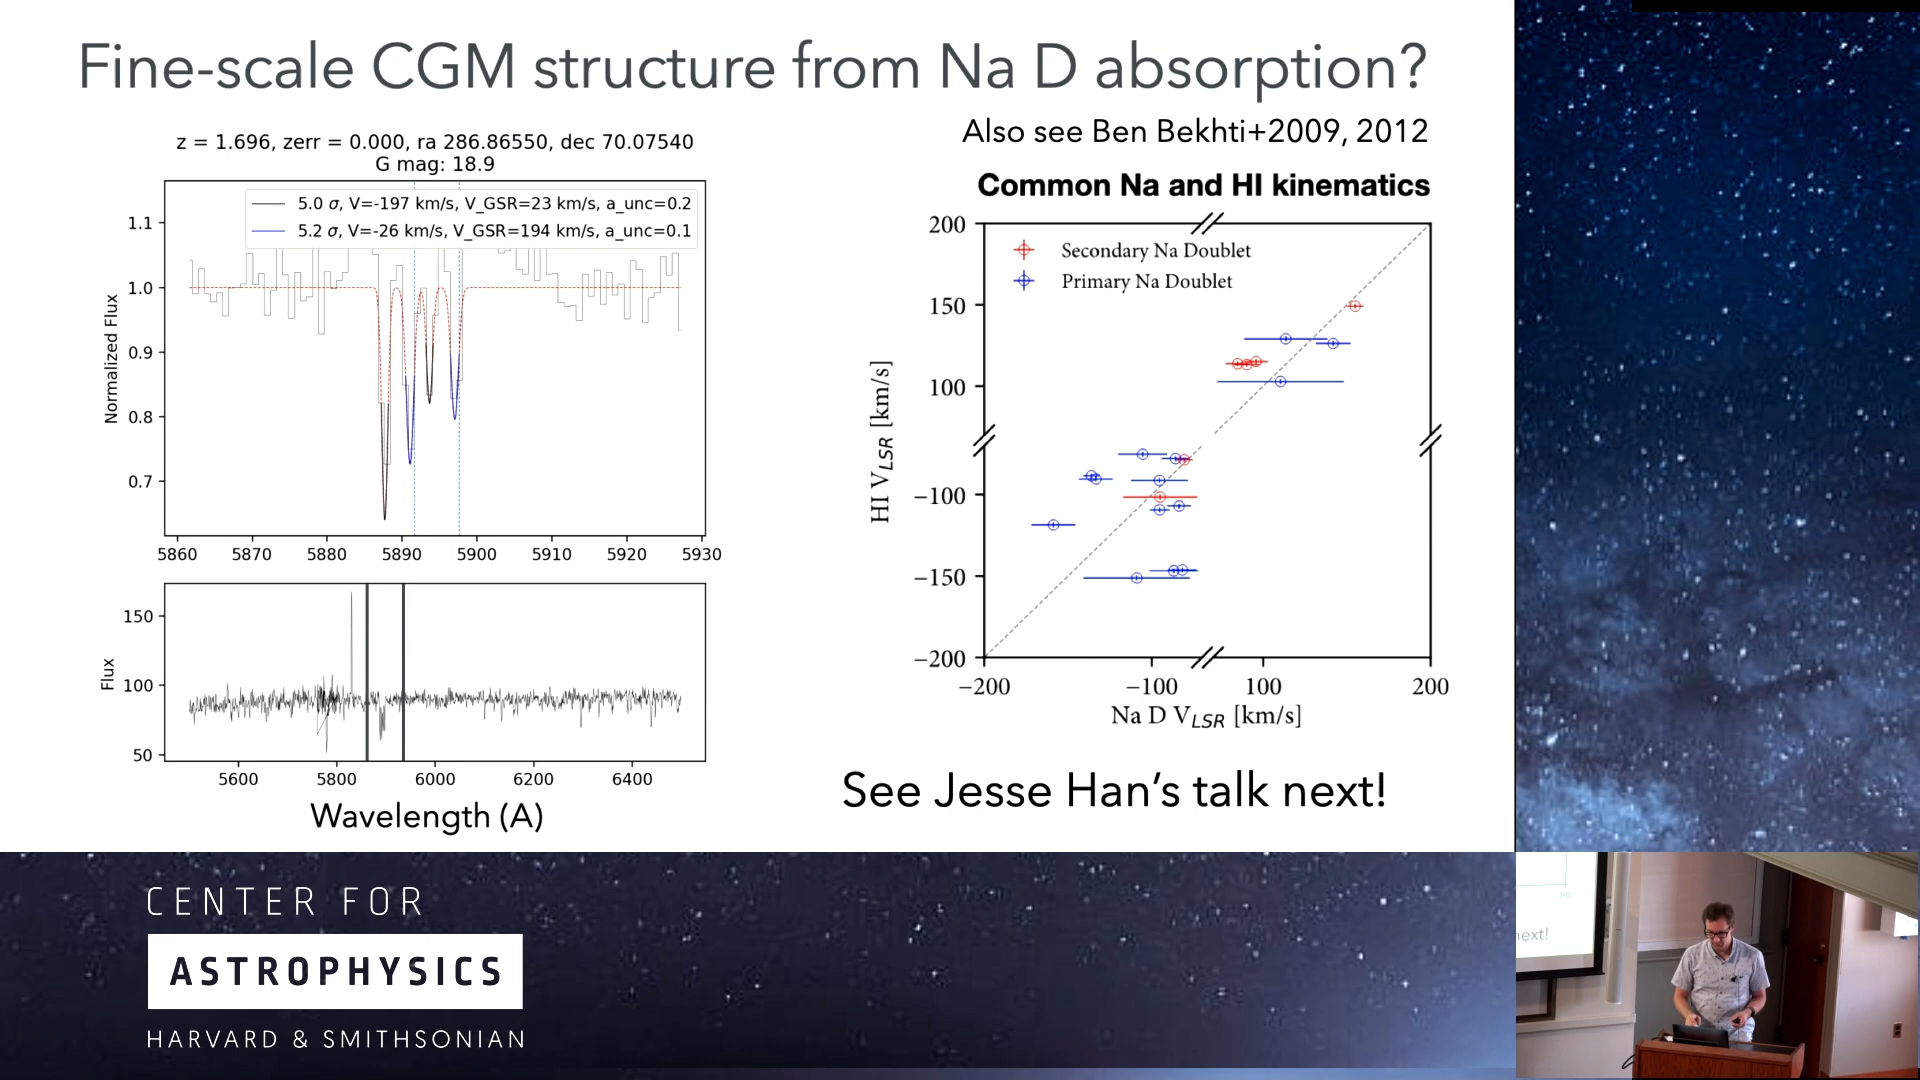 Fine-scale CGM structure from Na D absorption?
z = 1.696, zerr = 0.000, ra 286.86550, dec 70.07540
G mag: 18.9
5.0 σ, V=-197 km/s, V_GSR=23 km/s, a_unc=0.2
5.2 σ, V=-26 km/s, V_GSR=194 km/s, a_unc=0.1
Normalized Flux
1.1
1.0
0.9
0.8
0.7
5860 5870 5880 5890 5900 5910 5920 5930
Flux
150
100
50
5600 5800 6000 6200 6400
Wavelength (A)
Also see Ben Bekhti+2009, 2012
Common Na and HI kinematics
Secondary Na Doublet
Primary Na Doublet
HI V_LSR [km/s]
200
150
100
−100
−150
−200
−200 −100 100 200
Na D V_LSR [km/s]
See Jesse Han’s talk next!
CENTER FOR
ASTROPHYSICS
HARVARD & SMITHSONIAN
next!